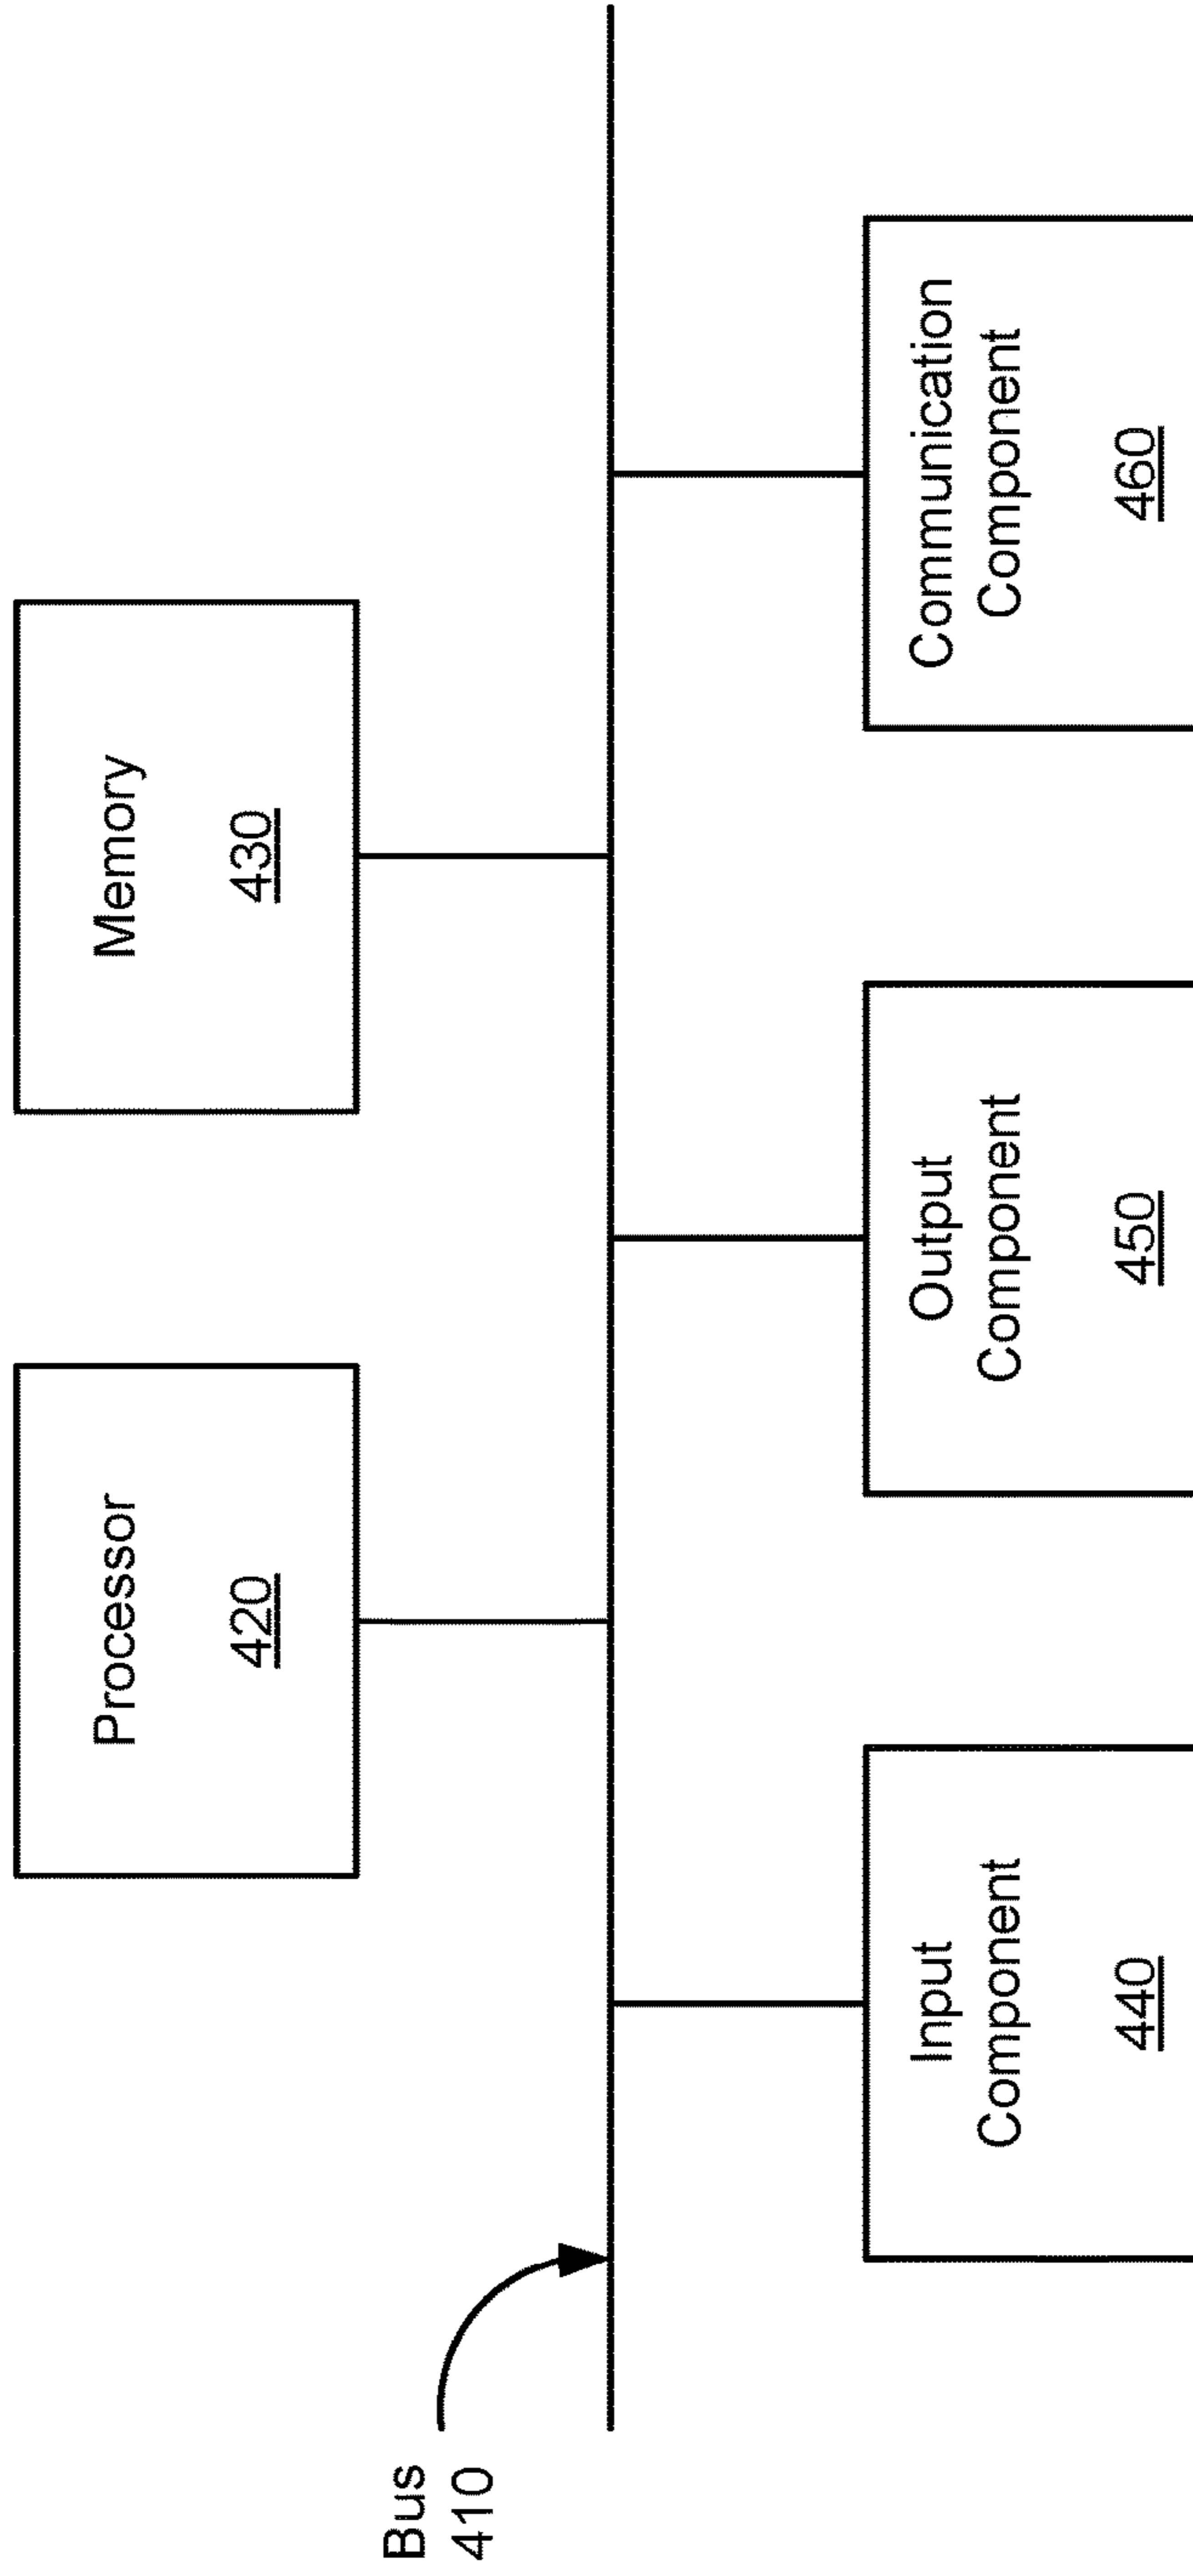 Processor
420
Memory
430
Bus
410
Input
Component
440
Output
Component
450
Communication
Component
460